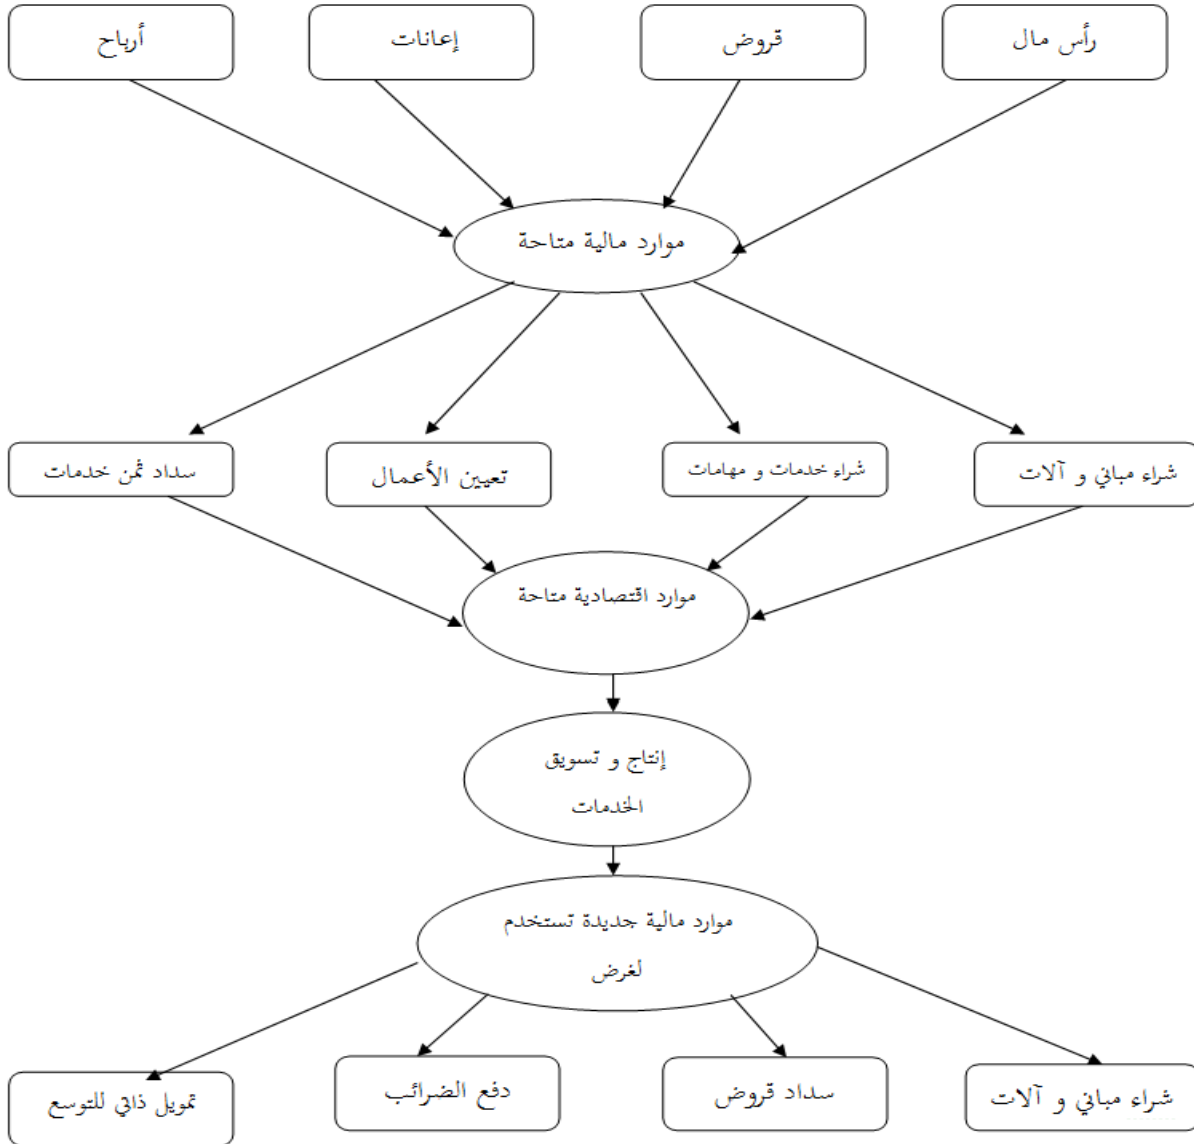 رأس مال
قروض
إعانات
أرباح
موارد مالية متاحة
شراء مباني و آلات
شراء خدمات و مهامات
تعيين الأعمال
سداد ثمن خدمات
موارد اقتصادية متاحة
إنتاج و تسويق
الخدمات
موارد مالية جديدة تستخدم
لغرض
شراء مباني و آلات
سداد قروض
دفع الضرائب
تمويل ذاتي للتوسع